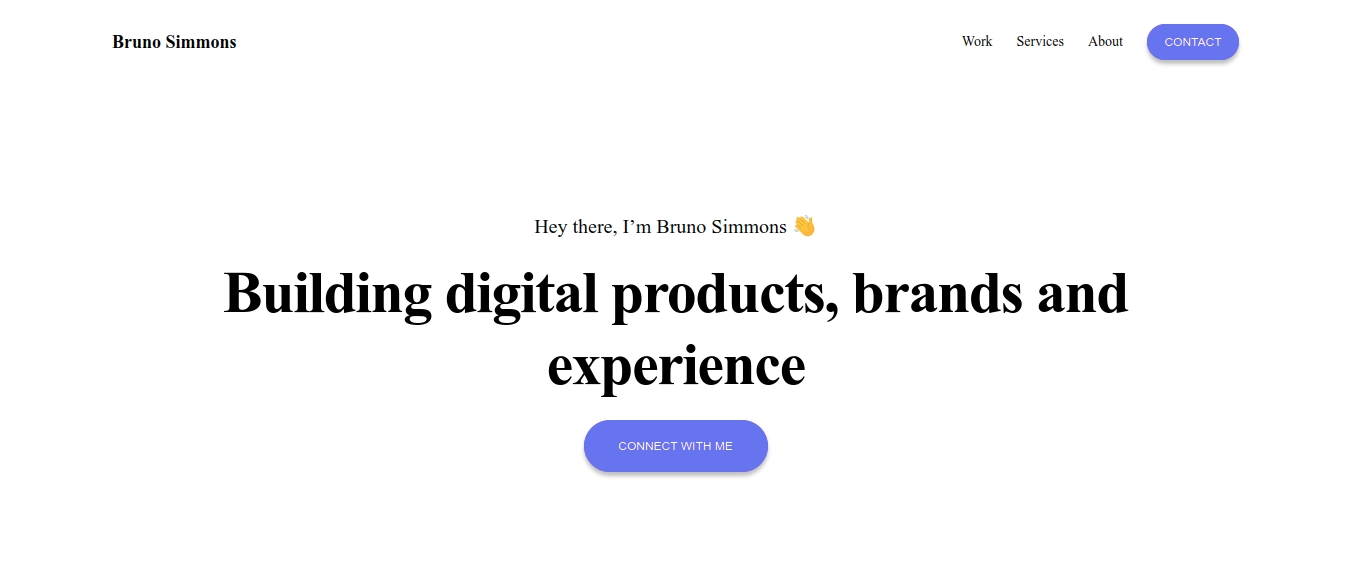 Bruno Simmons
Work Services About CONTACT
Hey there, I’m Bruno Simmons 👋
Building digital products, brands and
experience
CONNECT WITH ME